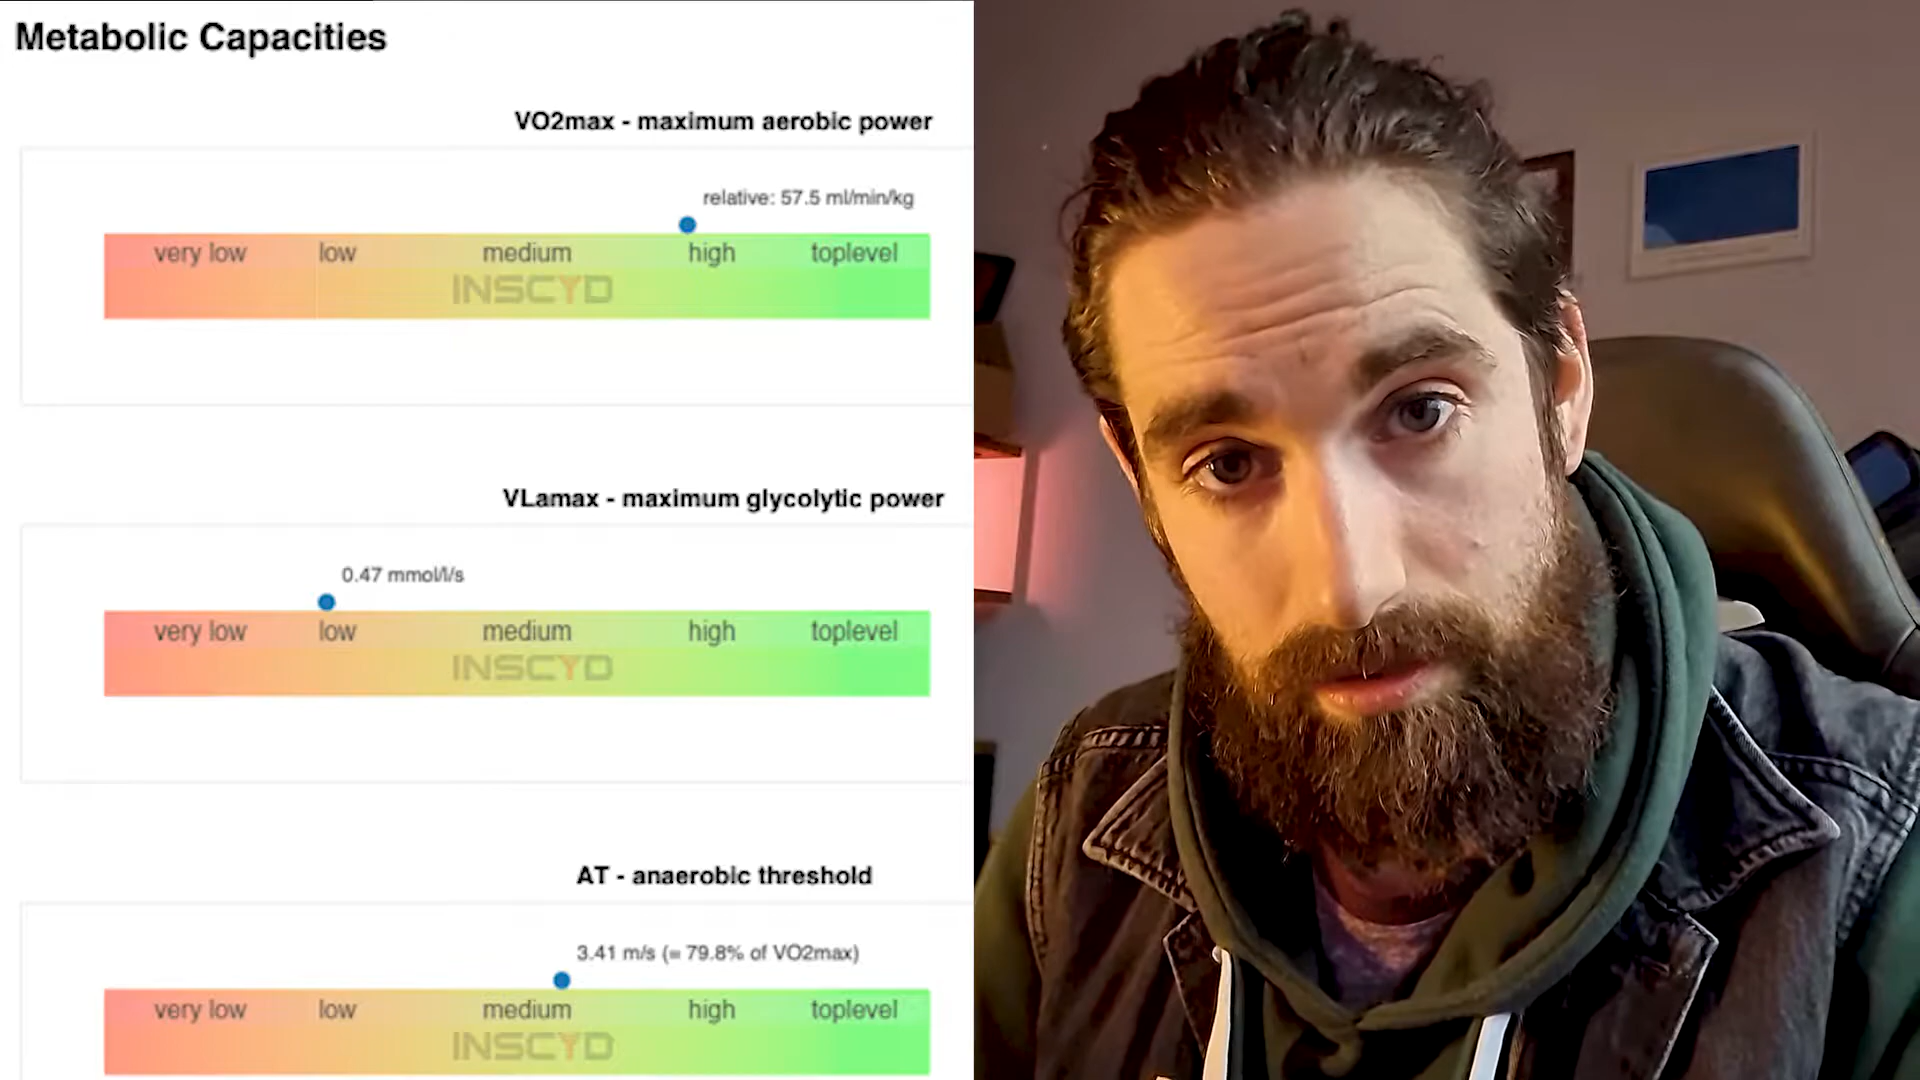 Metabolic Capacities
VO2max - maximum aerobic power
relative: 57.5 ml/min/kg
very low low medium high toplevel
INSCYD
VLamax - maximum glycolytic power
0.47 mmol/l/s
very low low medium high toplevel
INSCYD
AT - anaerobic threshold
3.41 m/s (= 79.8% of VO2max)
very low low medium high toplevel
INSCYD